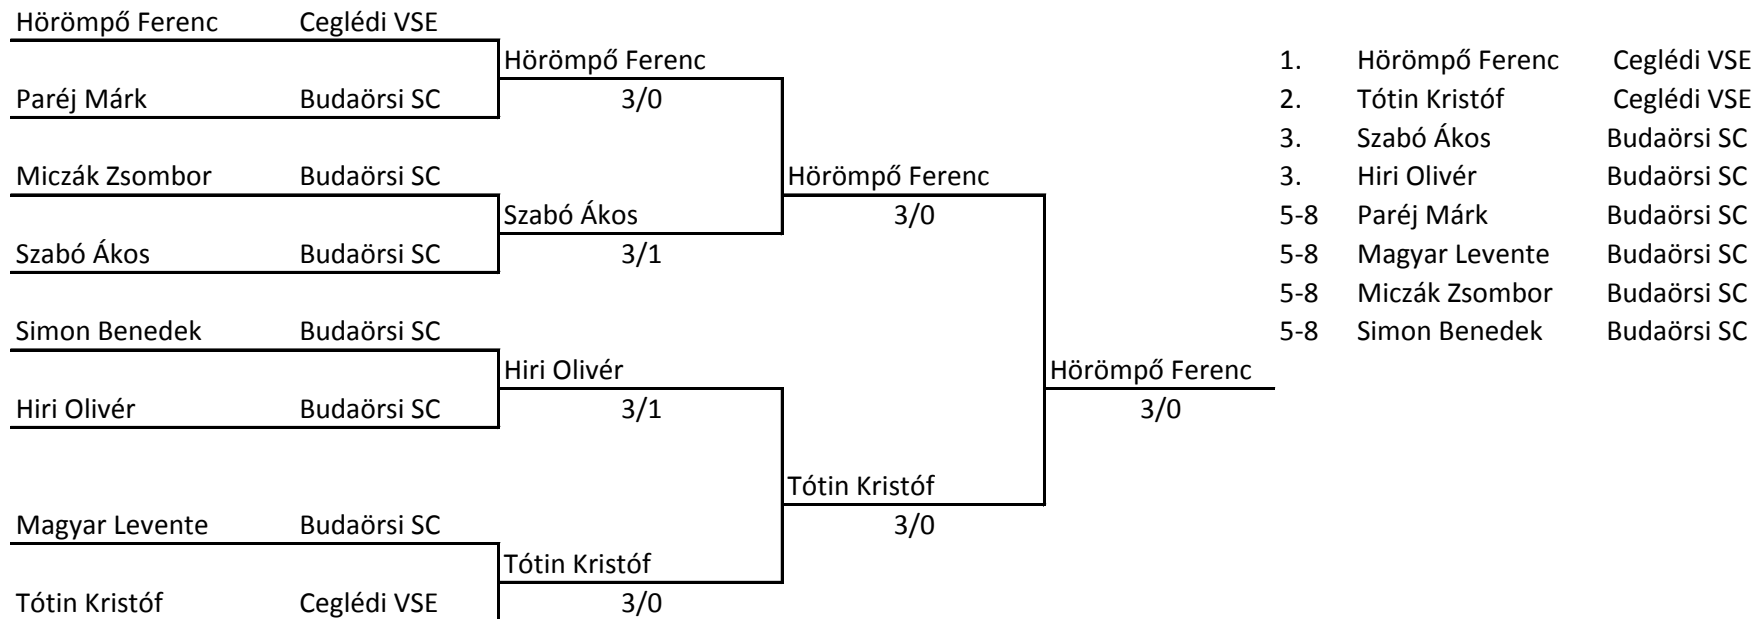 Hörömpő Ferenc Ceglédi VSE
Hörömpő Ferenc 1. Hörömpő Ferenc Ceglédi VSE
Paréj Márk Budaörsi SC 3/0 2. Tótin Kristóf Ceglédi VSE
3. Szabó Ákos Budaörsi SC
Miczák Zsombor Budaörsi SC Hörömpő Ferenc 3. Hiri Olivér Budaörsi SC
Szabó Ákos 3/0 5-8 Paréj Márk Budaörsi SC
Szabó Ákos Budaörsi SC 3/1 5-8 Magyar Levente Budaörsi SC
5-8 Miczák Zsombor Budaörsi SC
Simon Benedek Budaörsi SC 5-8 Simon Benedek Budaörsi SC
Hiri Olivér Hörömpő Ferenc
Hiri Olivér Budaörsi SC 3/1 3/0
Tótin Kristóf
Magyar Levente Budaörsi SC 3/0
Tótin Kristóf
Tótin Kristóf Ceglédi VSE 3/0